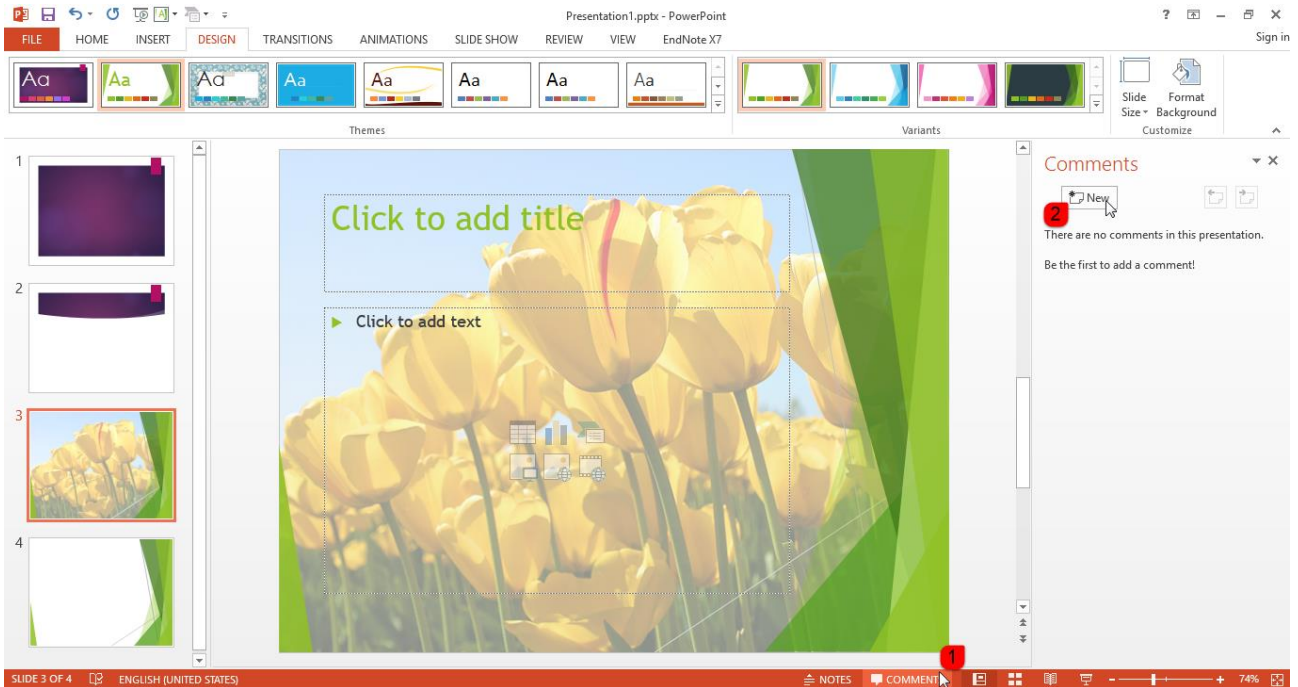 Presentation1.pptx - PowerPoint
?
FILE HOME INSERT DESIGN TRANSITIONS ANIMATIONS SLIDE SHOW REVIEW VIEW EndNote X7
Sign in
Aa Aa Aa Aa Aa Aa Aa Aa
Slide Size
Format Background
Themes
Variants
Customize
1
2
3
4
Click to add title
Click to add text
Comments
New
2
There are no comments in this presentation.
Be the first to add a comment!
1
SLIDE 3 OF 4 ENGLISH (UNITED STATES) NOTES COMMENT 74%